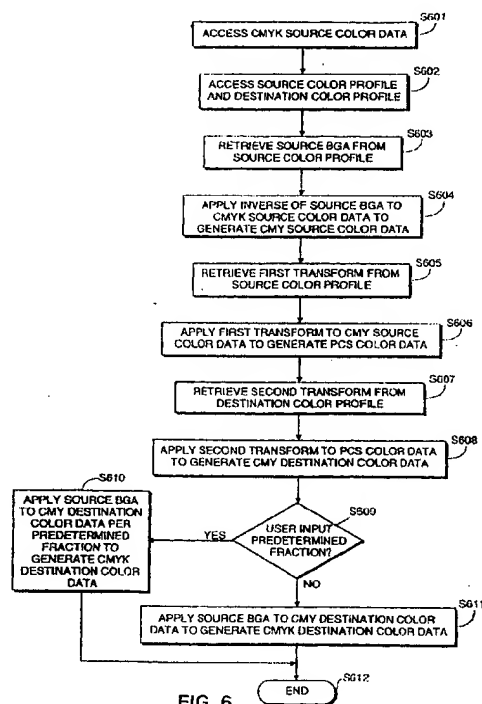 S601
ACCESS CMYK SOURCE COLOR DATA
S602
ACCESS SOURCE COLOR PROFILE
AND DESTINATION COLOR PROFILE
S603
RETRIEVE SOURCE BGA FROM
SOURCE COLOR PROFILE
S604
APPLY INVERSE OF SOURCE BGA TO
CMYK SOURCE COLOR DATA TO
GENERATE CMY SOURCE COLOR DATA
S605
RETRIEVE FIRST TRANSFORM FROM
SOURCE COLOR PROFILE
S606
APPLY FIRST TRANSFORM TO CMY SOURCE
COLOR DATA TO GENERATE PCS COLOR DATA
S607
RETRIEVE SECOND TRANSFORM FROM
DESTINATION COLOR PROFILE
S608
APPLY SECOND TRANSFORM TO PCS COLOR DATA
TO GENERATE CMY DESTINATION COLOR DATA
S609
USER INPUT
PREDETERMINED
FRACTION?
YES
NO
S610
APPLY SOURCE BGA
TO CMY DESTINATION
COLOR DATA PER
PREDETERMINED
FRACTION TO
GENERATE CMYK
DESTINATION COLOR
DATA
S611
APPLY SOURCE BGA TO CMY DESTINATION COLOR
DATA TO GENERATE CMYK DESTINATION COLOR DATA
END
S612
FIG. 6